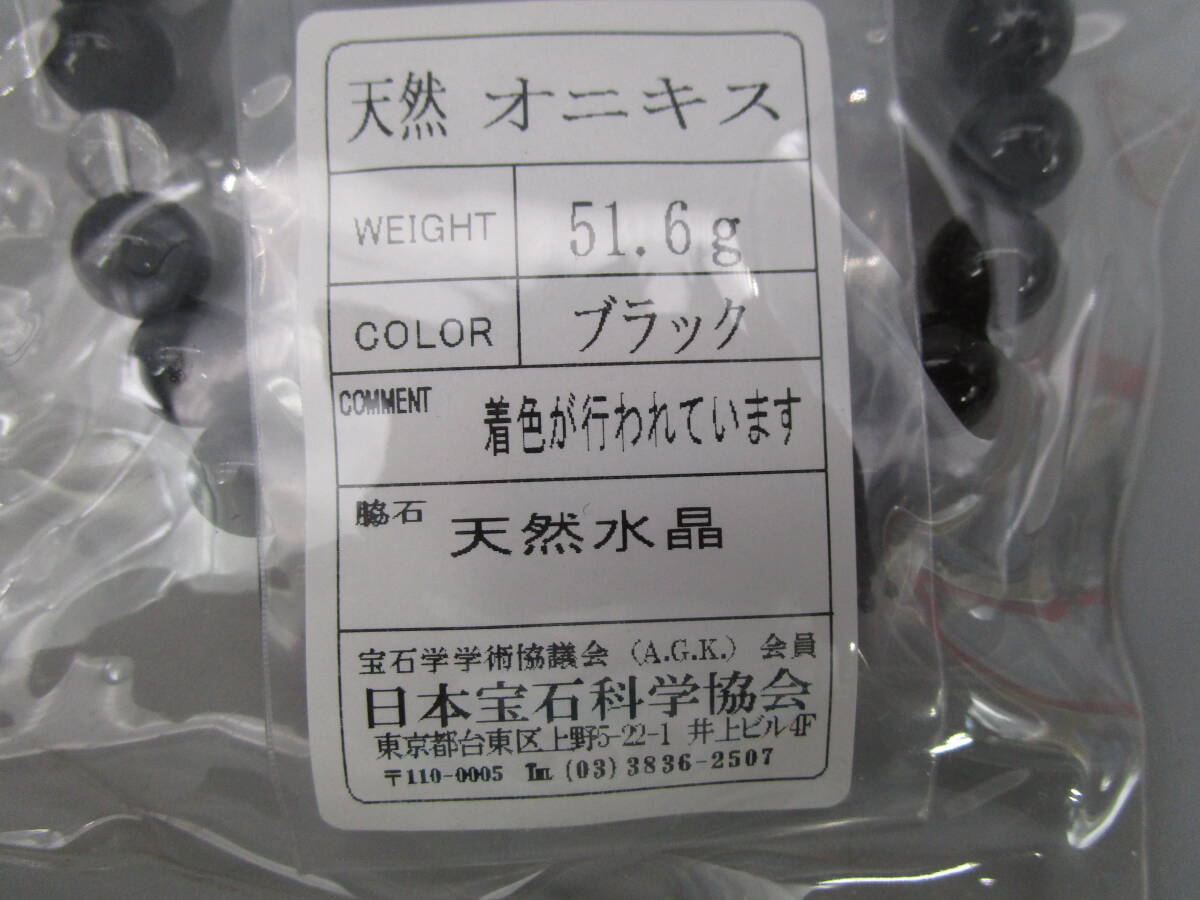 天然 オニキス
WEIGHT 51.6g
COLOR ブラック
COMMENT 着色が行われています
脇石 天然水晶
宝石学学術協議会 (A.G.K.) 会員
日本宝石科学協会
東京都台東区上野5-22-1 井上ビル4F
〒110-0005 TEL (03) 3836-2507